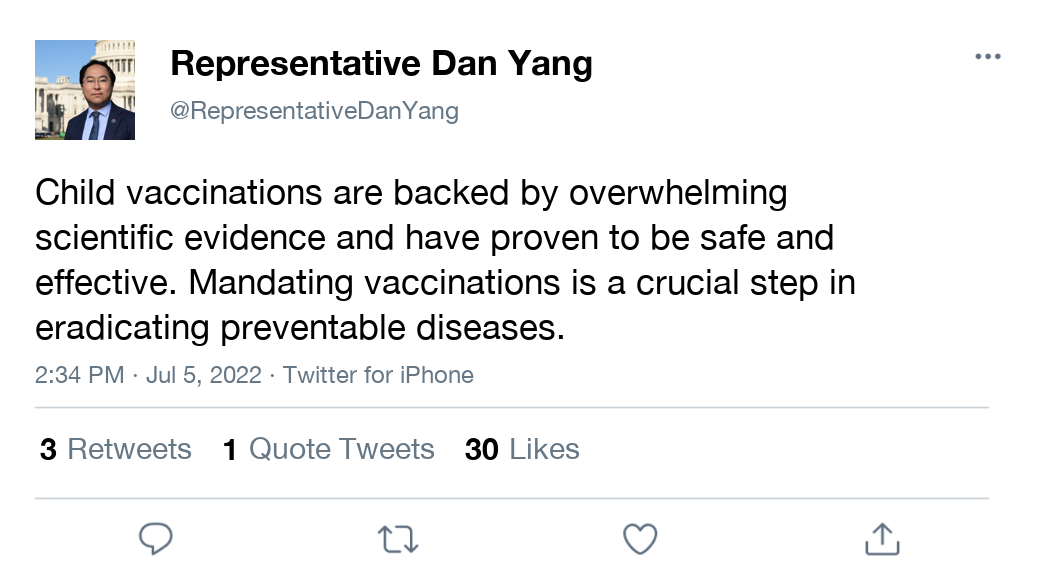 Representative Dan Yang
@RepresentativeDanYang
Child vaccinations are backed by overwhelming
scientific evidence and have proven to be safe and
effective. Mandating vaccinations is a crucial step in
eradicating preventable diseases.
2:34 PM · Jul 5, 2022 · Twitter for iPhone
3 Retweets 1 Quote Tweets 30 Likes